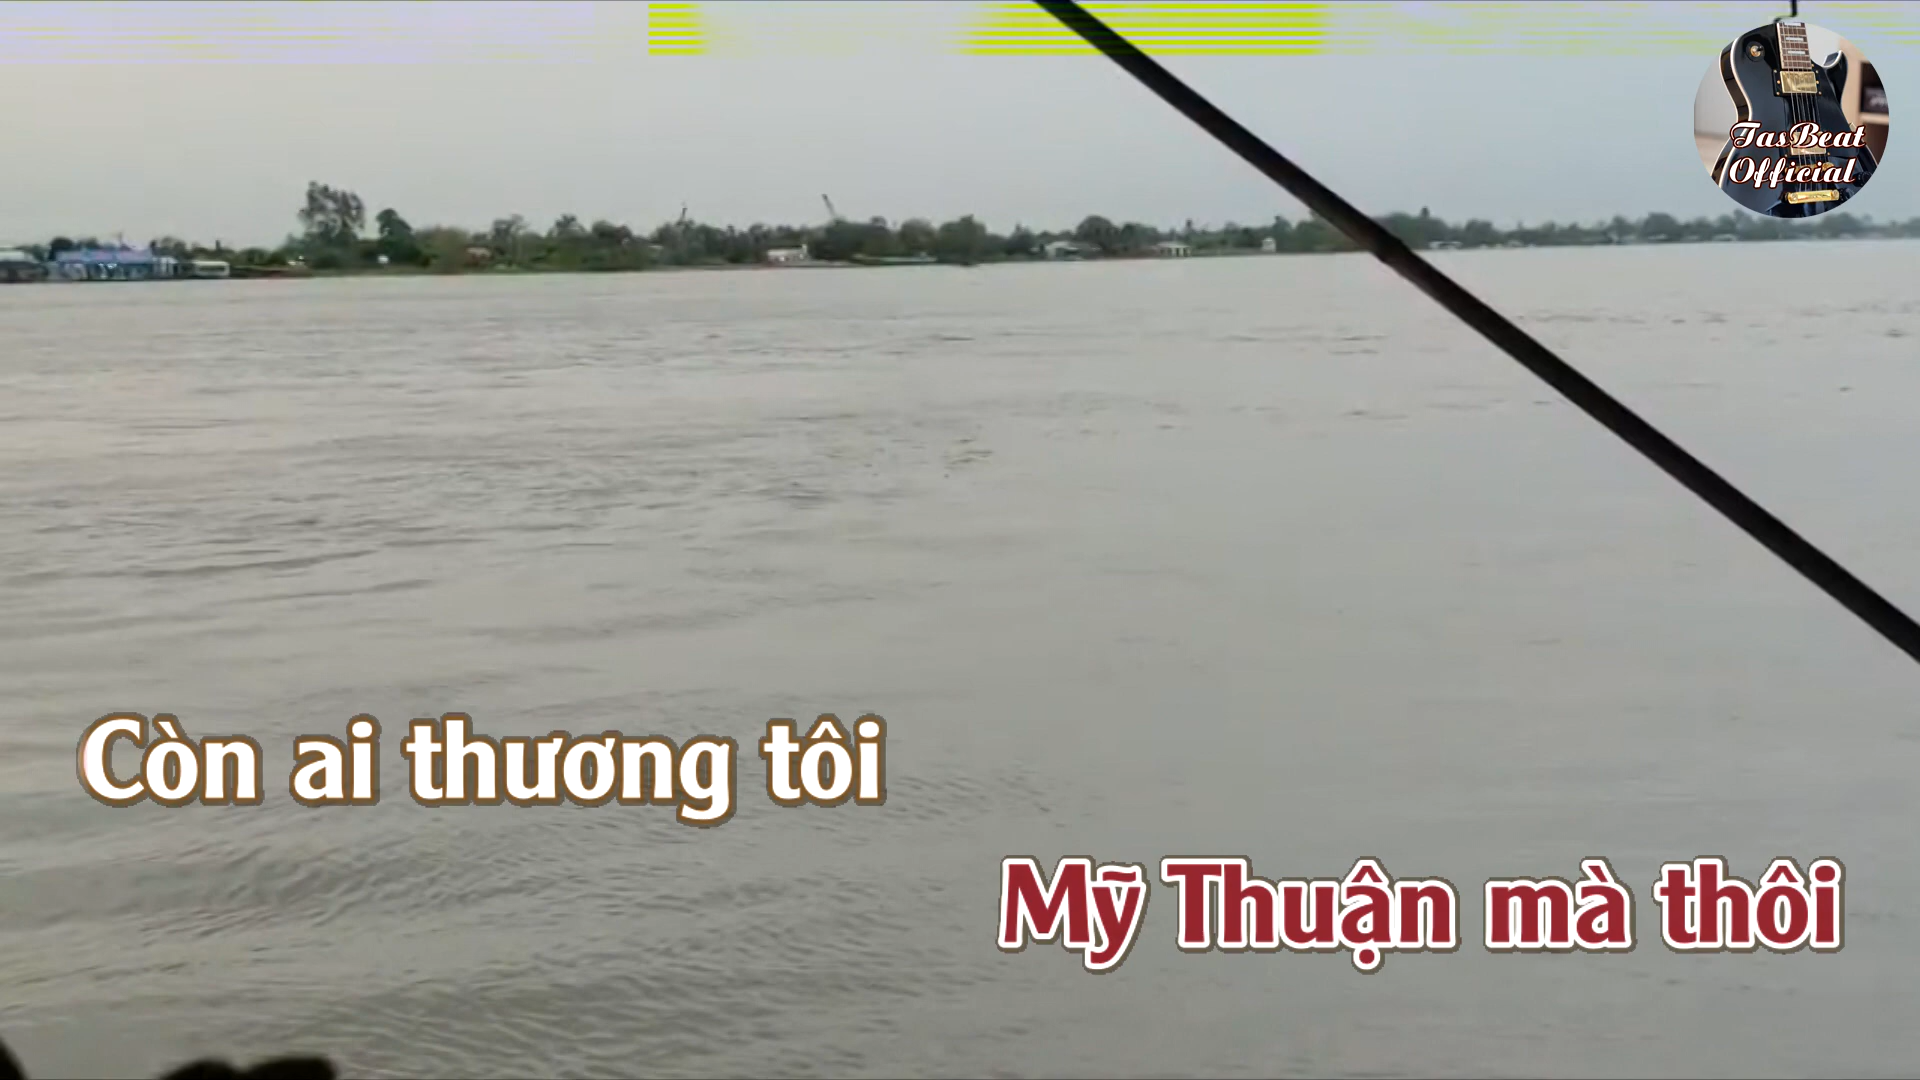 TasBeat
Official
Còn ai thương tôi
Mỹ Thuận mà thôi